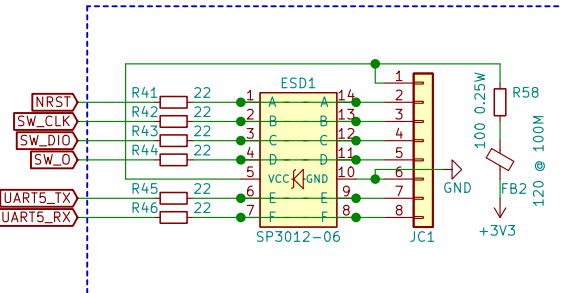 ESD1
NRST R41 22 1 A A 14 1
SW_CLK R42 22 2 B B 13 2
SW_DIO R43 22 3 C C 12 3
SW_O R44 22 4 D D 11 4
5 VCC GND 10 5
UART5_TX R45 22 6 E E 9 6
UART5_RX R46 22 7 F F 8 7
8
SP3012-06
JC1
GND
100 0.25W
R58
FB2
120 @ 100M
+3V3